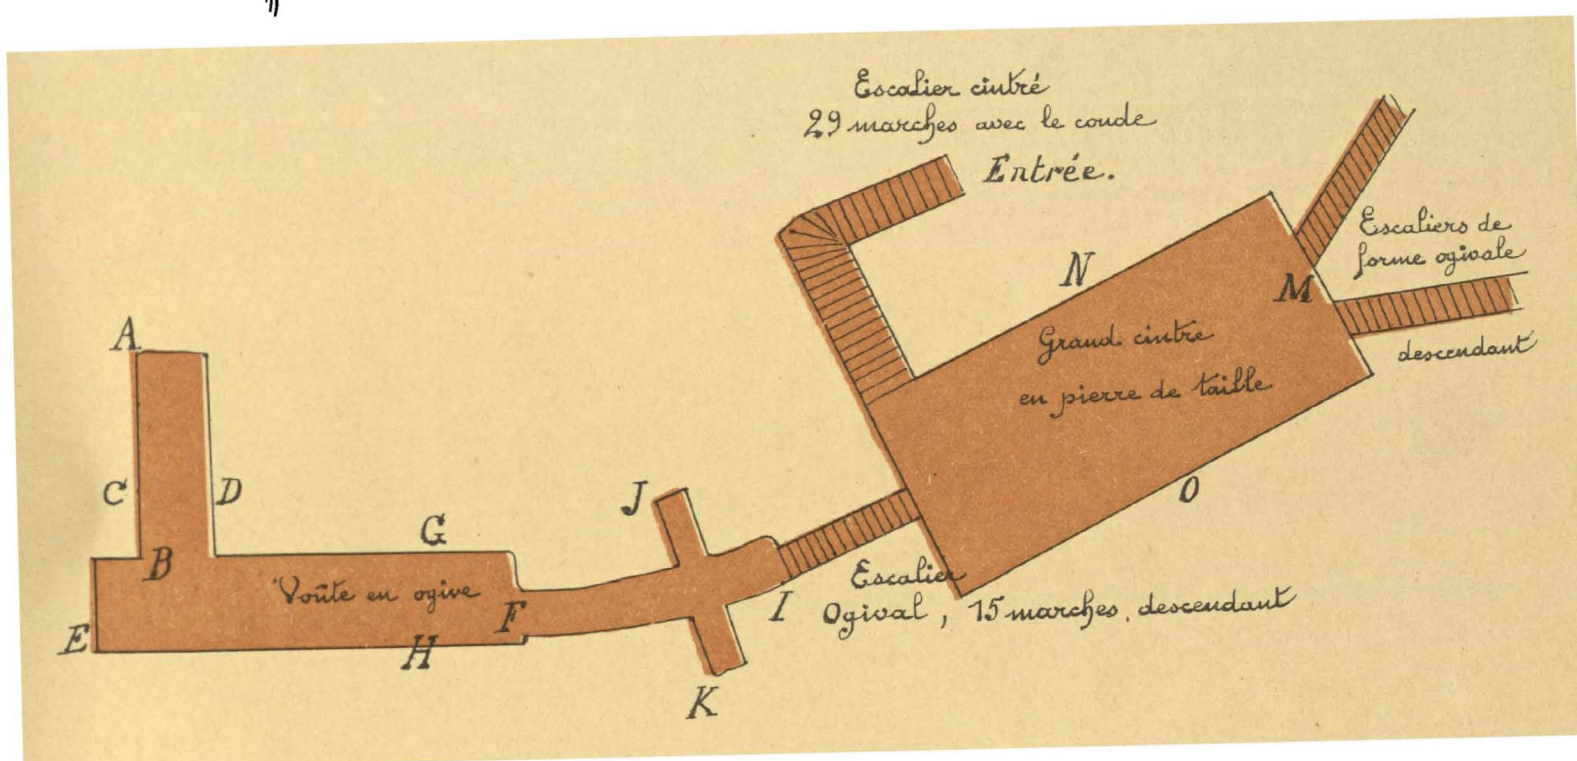 Escalier cintré
29 marches avec le coude
Entrée.
Escaliers de
forme ogivale
N
M
Grand cintre
en pierre de taille
descendant
A
C
D
J
O
G
B
Voûte en ogive
F
I
Escalier
Ogival, 15 marches, descendant
E
H
K